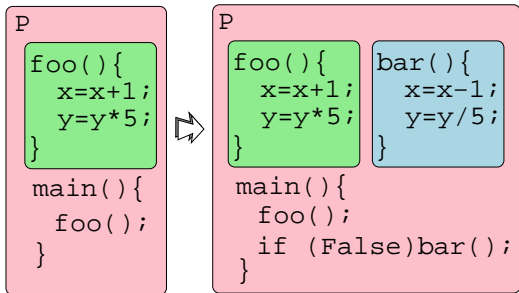 P
foo(){
x=x+1;
y=y*5;
}
main(){
foo();
}
P
foo(){
x=x+1;
y=y*5;
}
bar(){
x=x-1;
y=y/5;
}
main(){
foo();
if (False)bar();
}